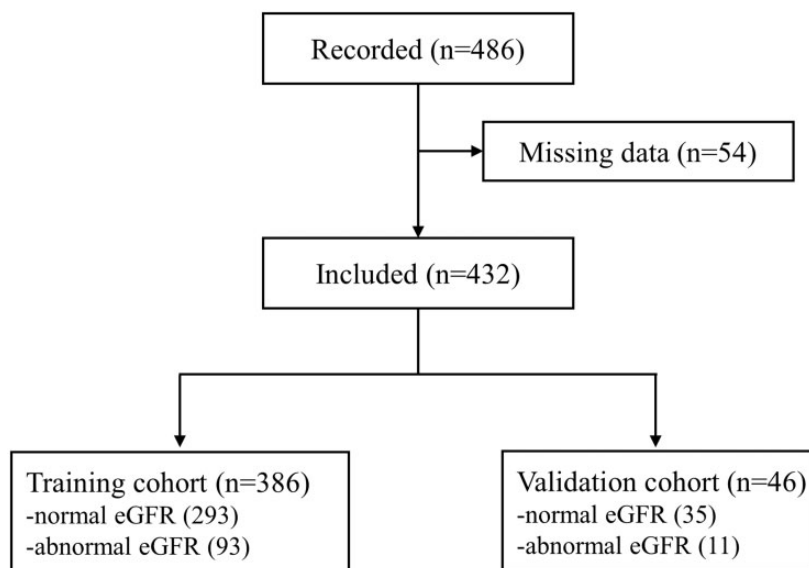 Recorded (n=486)
Missing data (n=54)
Included (n=432)
Training cohort (n=386)
-normal eGFR (293)
-abnormal eGFR (93)
Validation cohort (n=46)
-normal eGFR (35)
-abnormal eGFR (11)